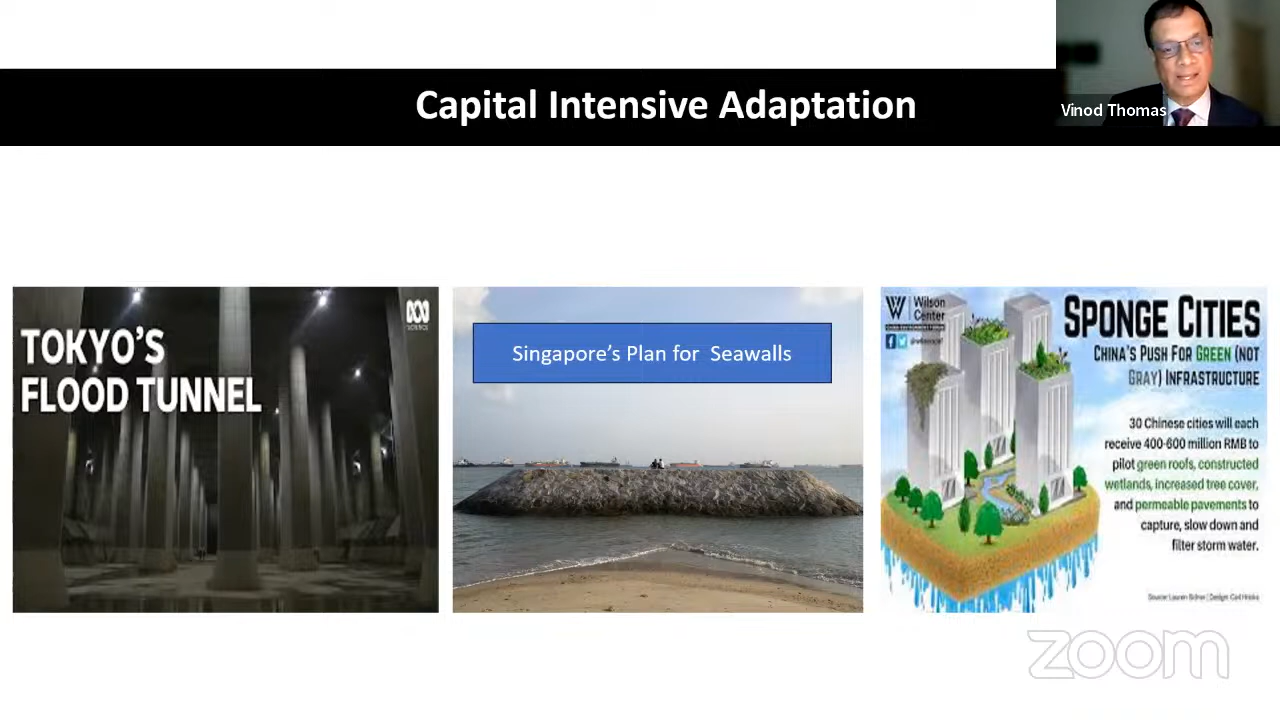 Capital Intensive Adaptation
Vinod Thomas
TOKYO'S
FLOOD TUNNEL
Singapore's Plan for Seawalls
Wilson
Center
SPONGE CITIES
CHINA'S PUSH FOR GREEN (NOT
GRAY) INFRASTRUCTURE
30 Chinese cities will each
receive 400-600 million RMB to
pilot green roofs, constructed
wetlands, increased tree cover,
and permeable pavements to
capture, slow down and
filter storm water.
zoom